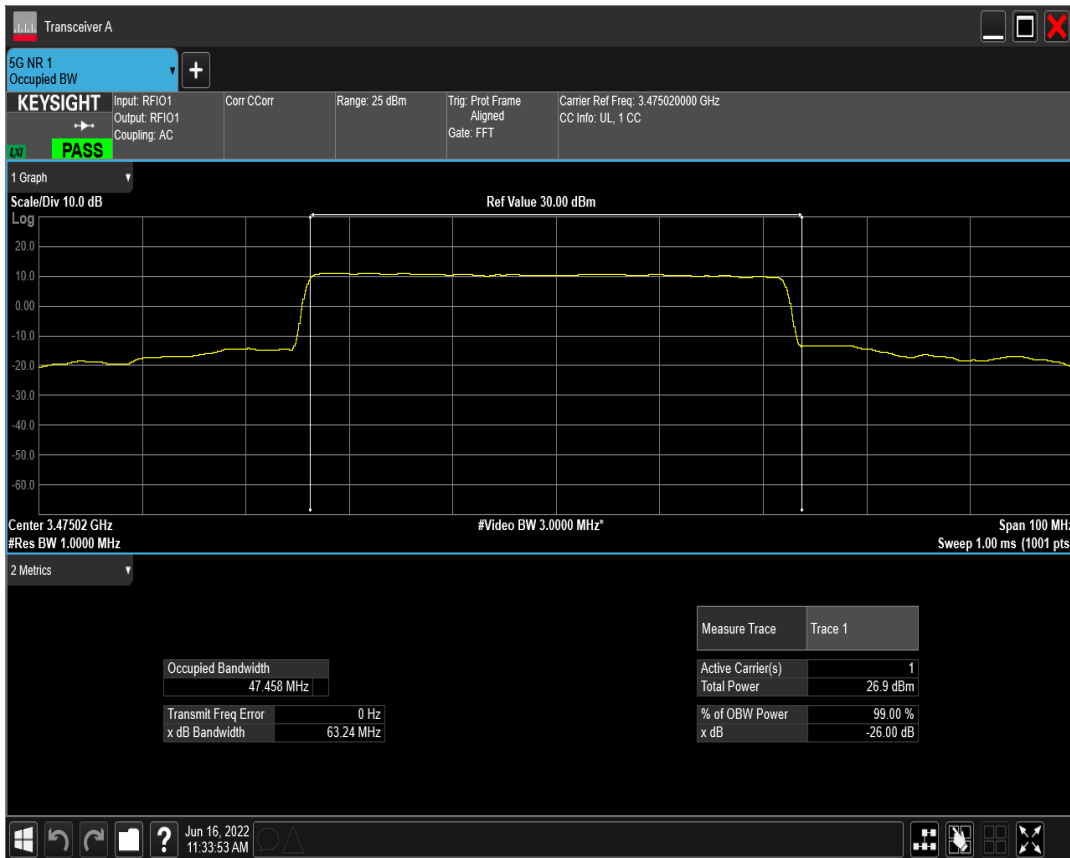 Transceiver A
5G NR 1
Occupied BW
KEYSIGHT
LXI
PASS
Input: RFIO1
Output: RFIO1
Coupling: AC
Corr CCorr
Range: 25 dBm
Trig: Prot Frame
Aligned
Gate: FFT
Carrier Ref Freq: 3.475020000 GHz
CC Info: UL, 1 CC
1 Graph
Scale/Div 10.0 dB
Ref Value 30.00 dBm
Log
20.0
10.0
0.00
-10.0
-20.0
-30.0
-40.0
-50.0
-60.0
Center 3.47502 GHz
#Video BW 3.0000 MHz*
Span 100 MHz
#Res BW 1.0000 MHz
Sweep 1.00 ms (1001 pts
2 Metrics
Measure Trace Trace 1
Occupied Bandwidth
47.458 MHz
Active Carrier(s) 1
Total Power 26.9 dBm
Transmit Freq Error 0 Hz
x dB Bandwidth 63.24 MHz
% of OBW Power 99.00 %
x dB -26.00 dB
?
Jun 16, 2022
11:33:53 AM